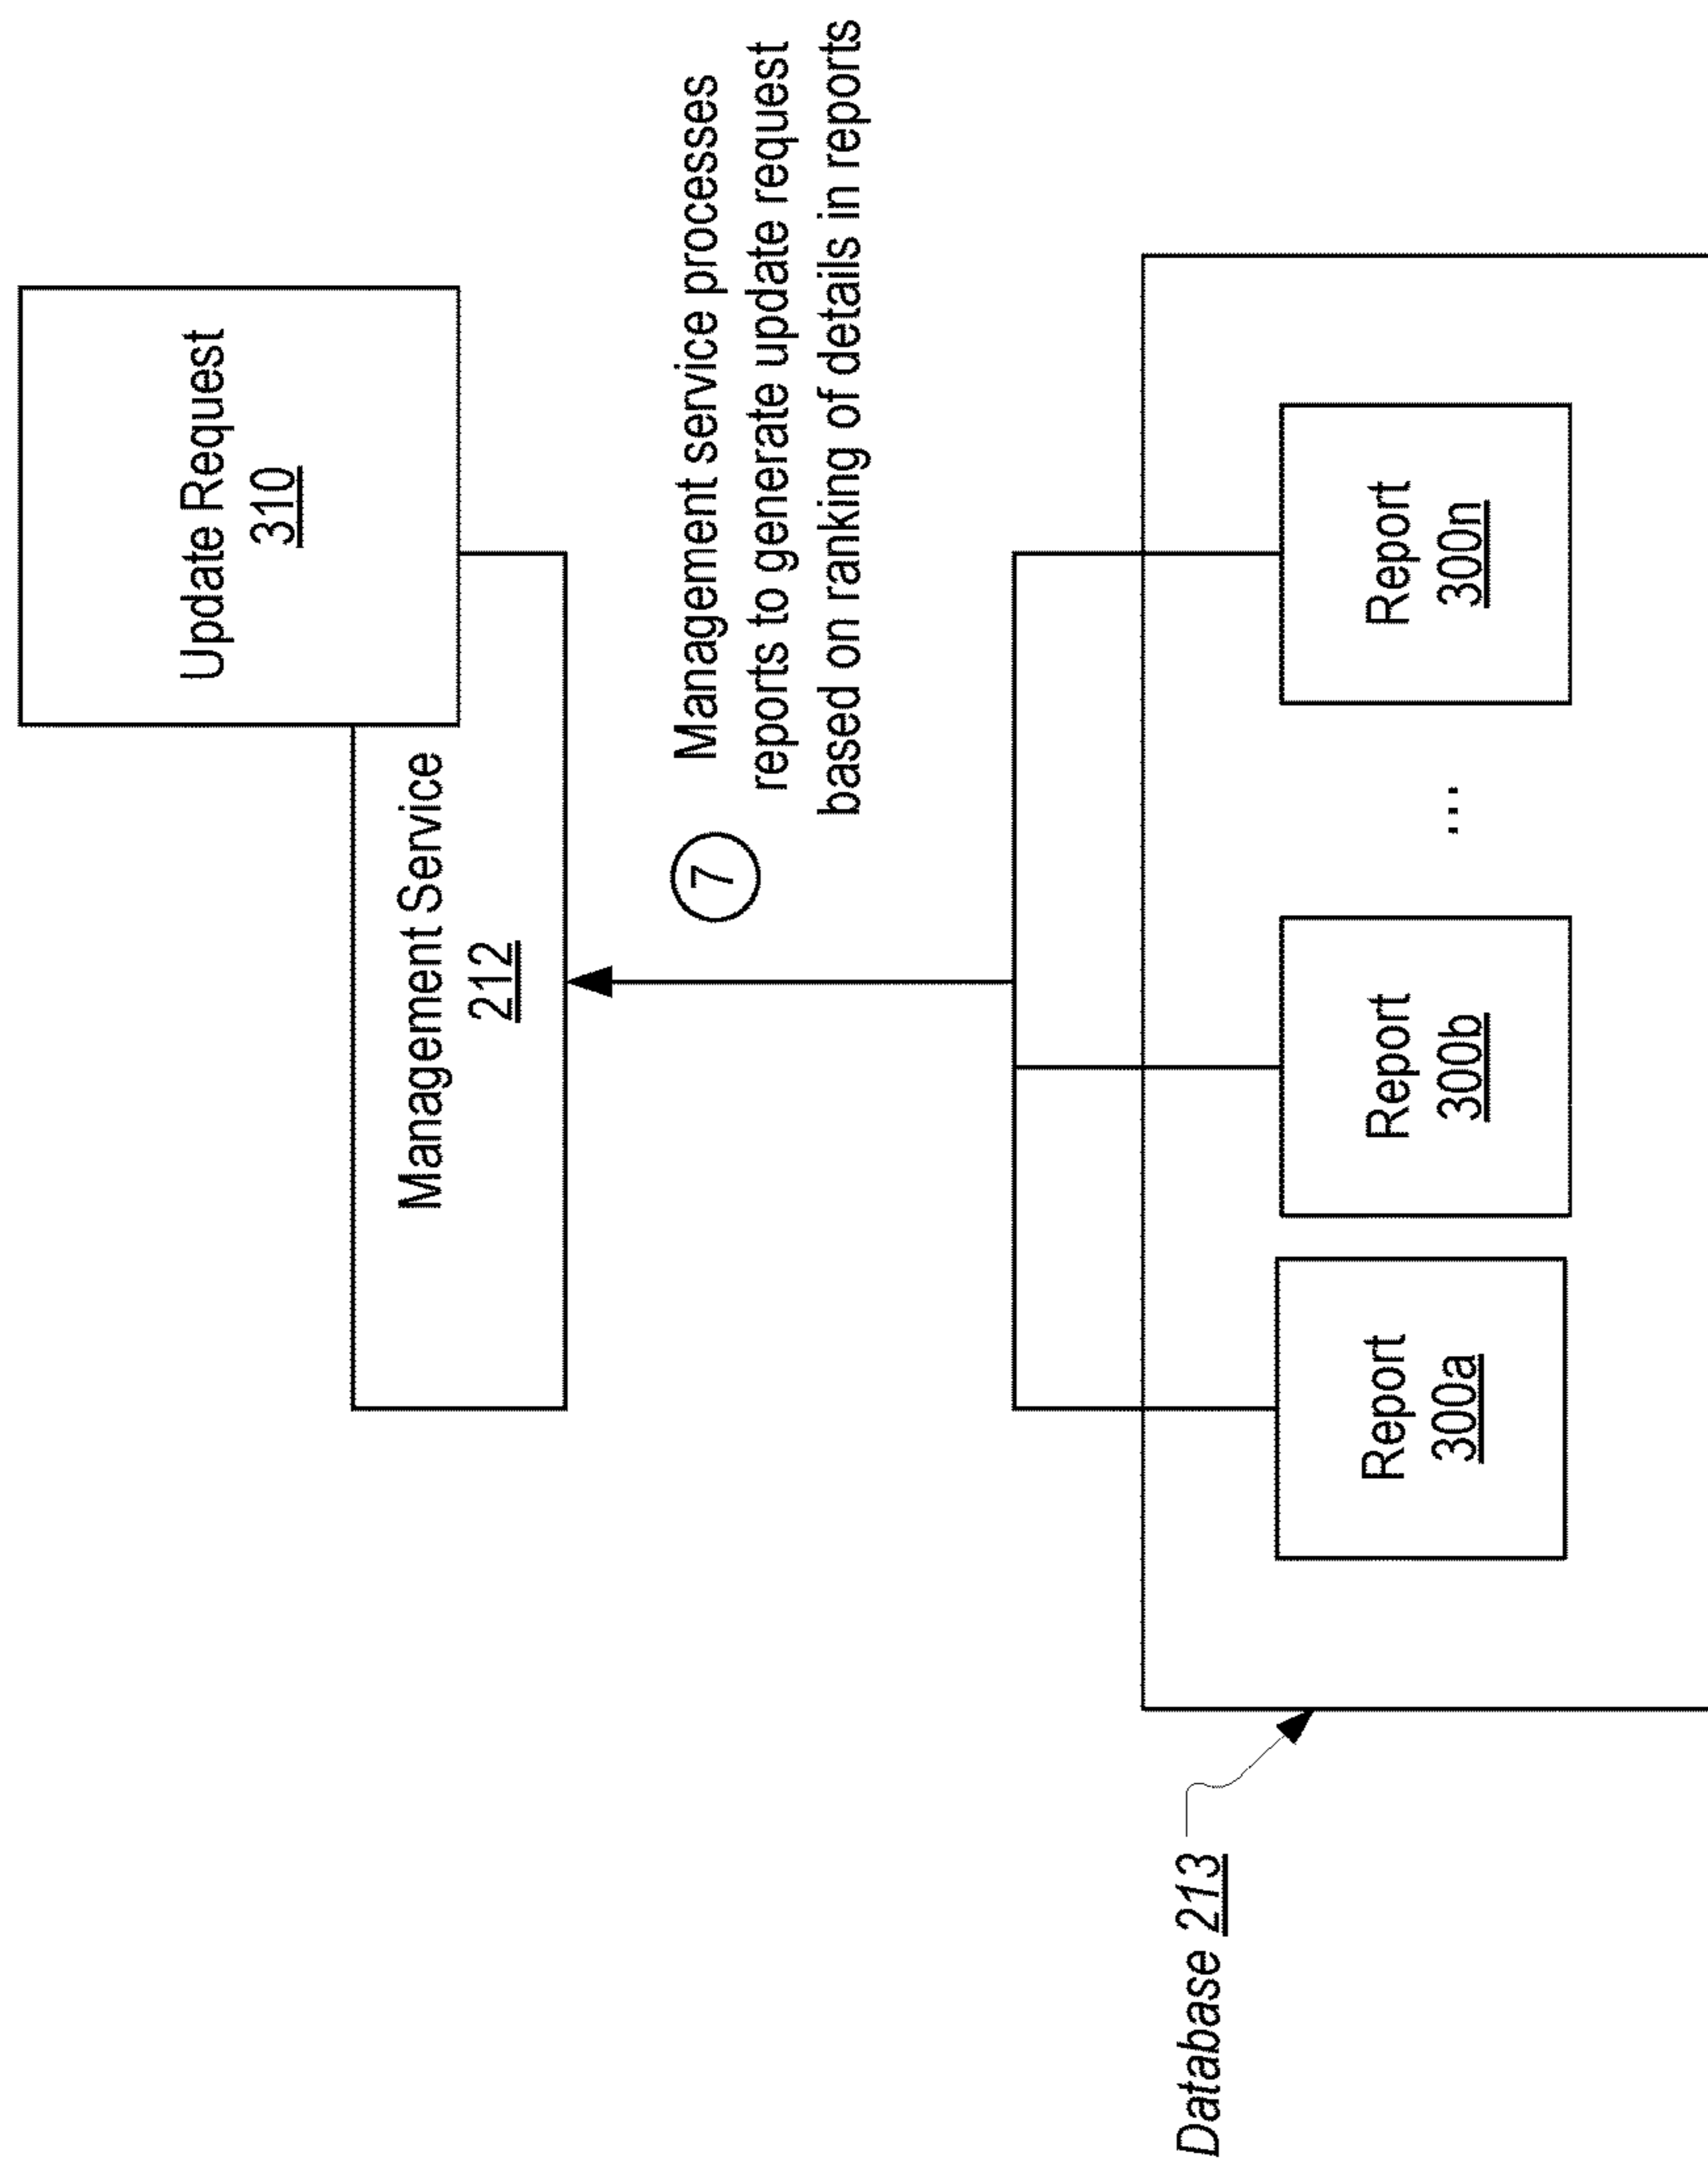 Update Request
310
Management Service
212
7
Management service processes
reports to generate update request
based on ranking of details in reports
Database 213
Report
300a
Report
300b
...
Report
300n